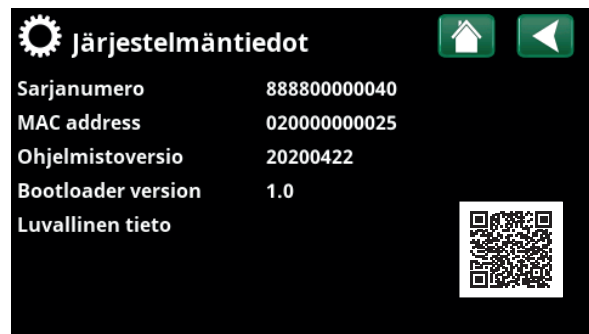 Järjestelmäntiedot
Sarjanumero 888800000040
MAC address 020000000025
Ohjelmistoversio 20200422
Bootloader version 1.0
Luvallinen tieto